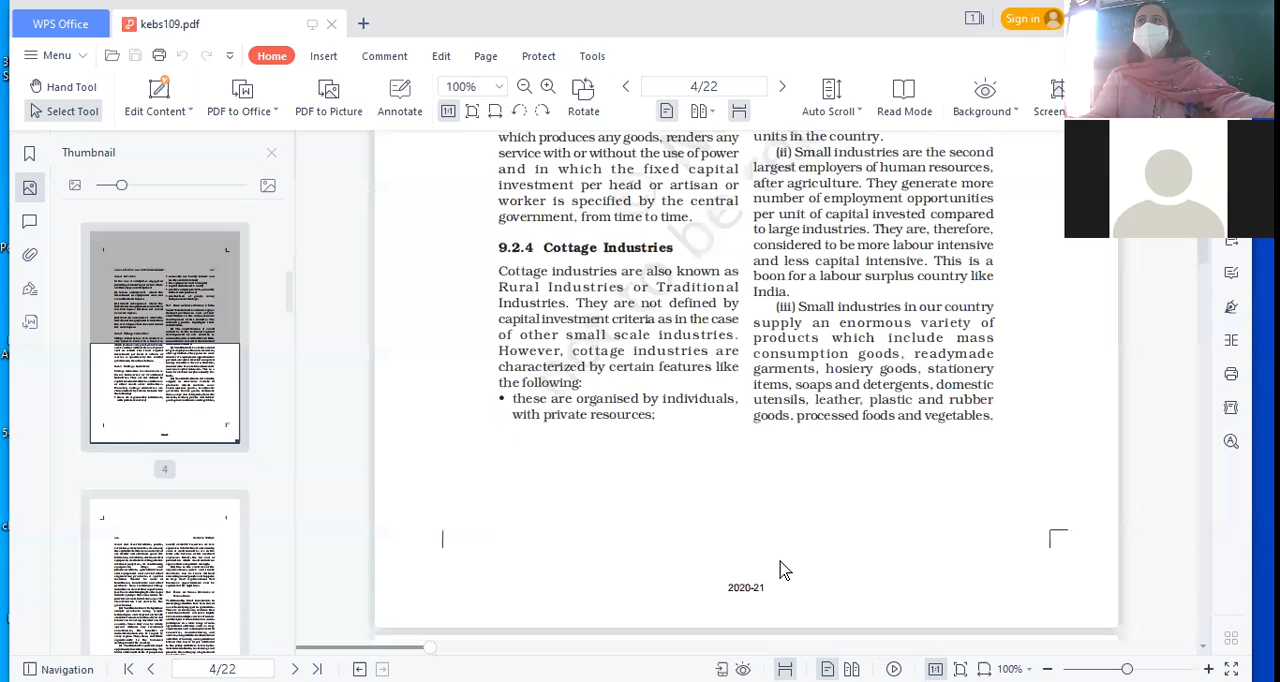 WPS Office
kebs109.pdf
Sign in
Menu
Home
Insert
Comment
Edit
Page
Protect
Tools
Hand Tool
Select Tool
Edit Content
PDF to Office
PDF to Picture
Annotate
100%
4/22
Rotate
Auto Scroll
Read Mode
Background
Screen
Thumbnail
which produces any goods, renders any
service with or without the use of power
and in which the fixed capital
investment per head or artisan or
worker is specified by the central
government, from time to time.
9.2.4 Cottage Industries
Cottage industries are also known as
Rural Industries or Traditional
Industries. They are not defined by
capital investment criteria as in the case
of other small scale industries.
However, cottage industries are
characterized by certain features like
the following:
• these are organised by individuals,
with private resources;
units in the country.
(ii) Small industries are the second
largest employers of human resources,
after agriculture. They generate more
number of employment opportunities
per unit of capital invested compared
to large industries. They are, therefore,
considered to be more labour intensive
and less capital intensive. This is a
boon for a labour surplus country like
India.
(iii) Small industries in our country
supply an enormous variety of
products which include mass
consumption goods, readymade
garments, hosiery goods, stationery
items, soaps and detergents, domestic
utensils, leather, plastic and rubber
goods, processed foods and vegetables,
2020-21
4
Navigation
4/22
100%